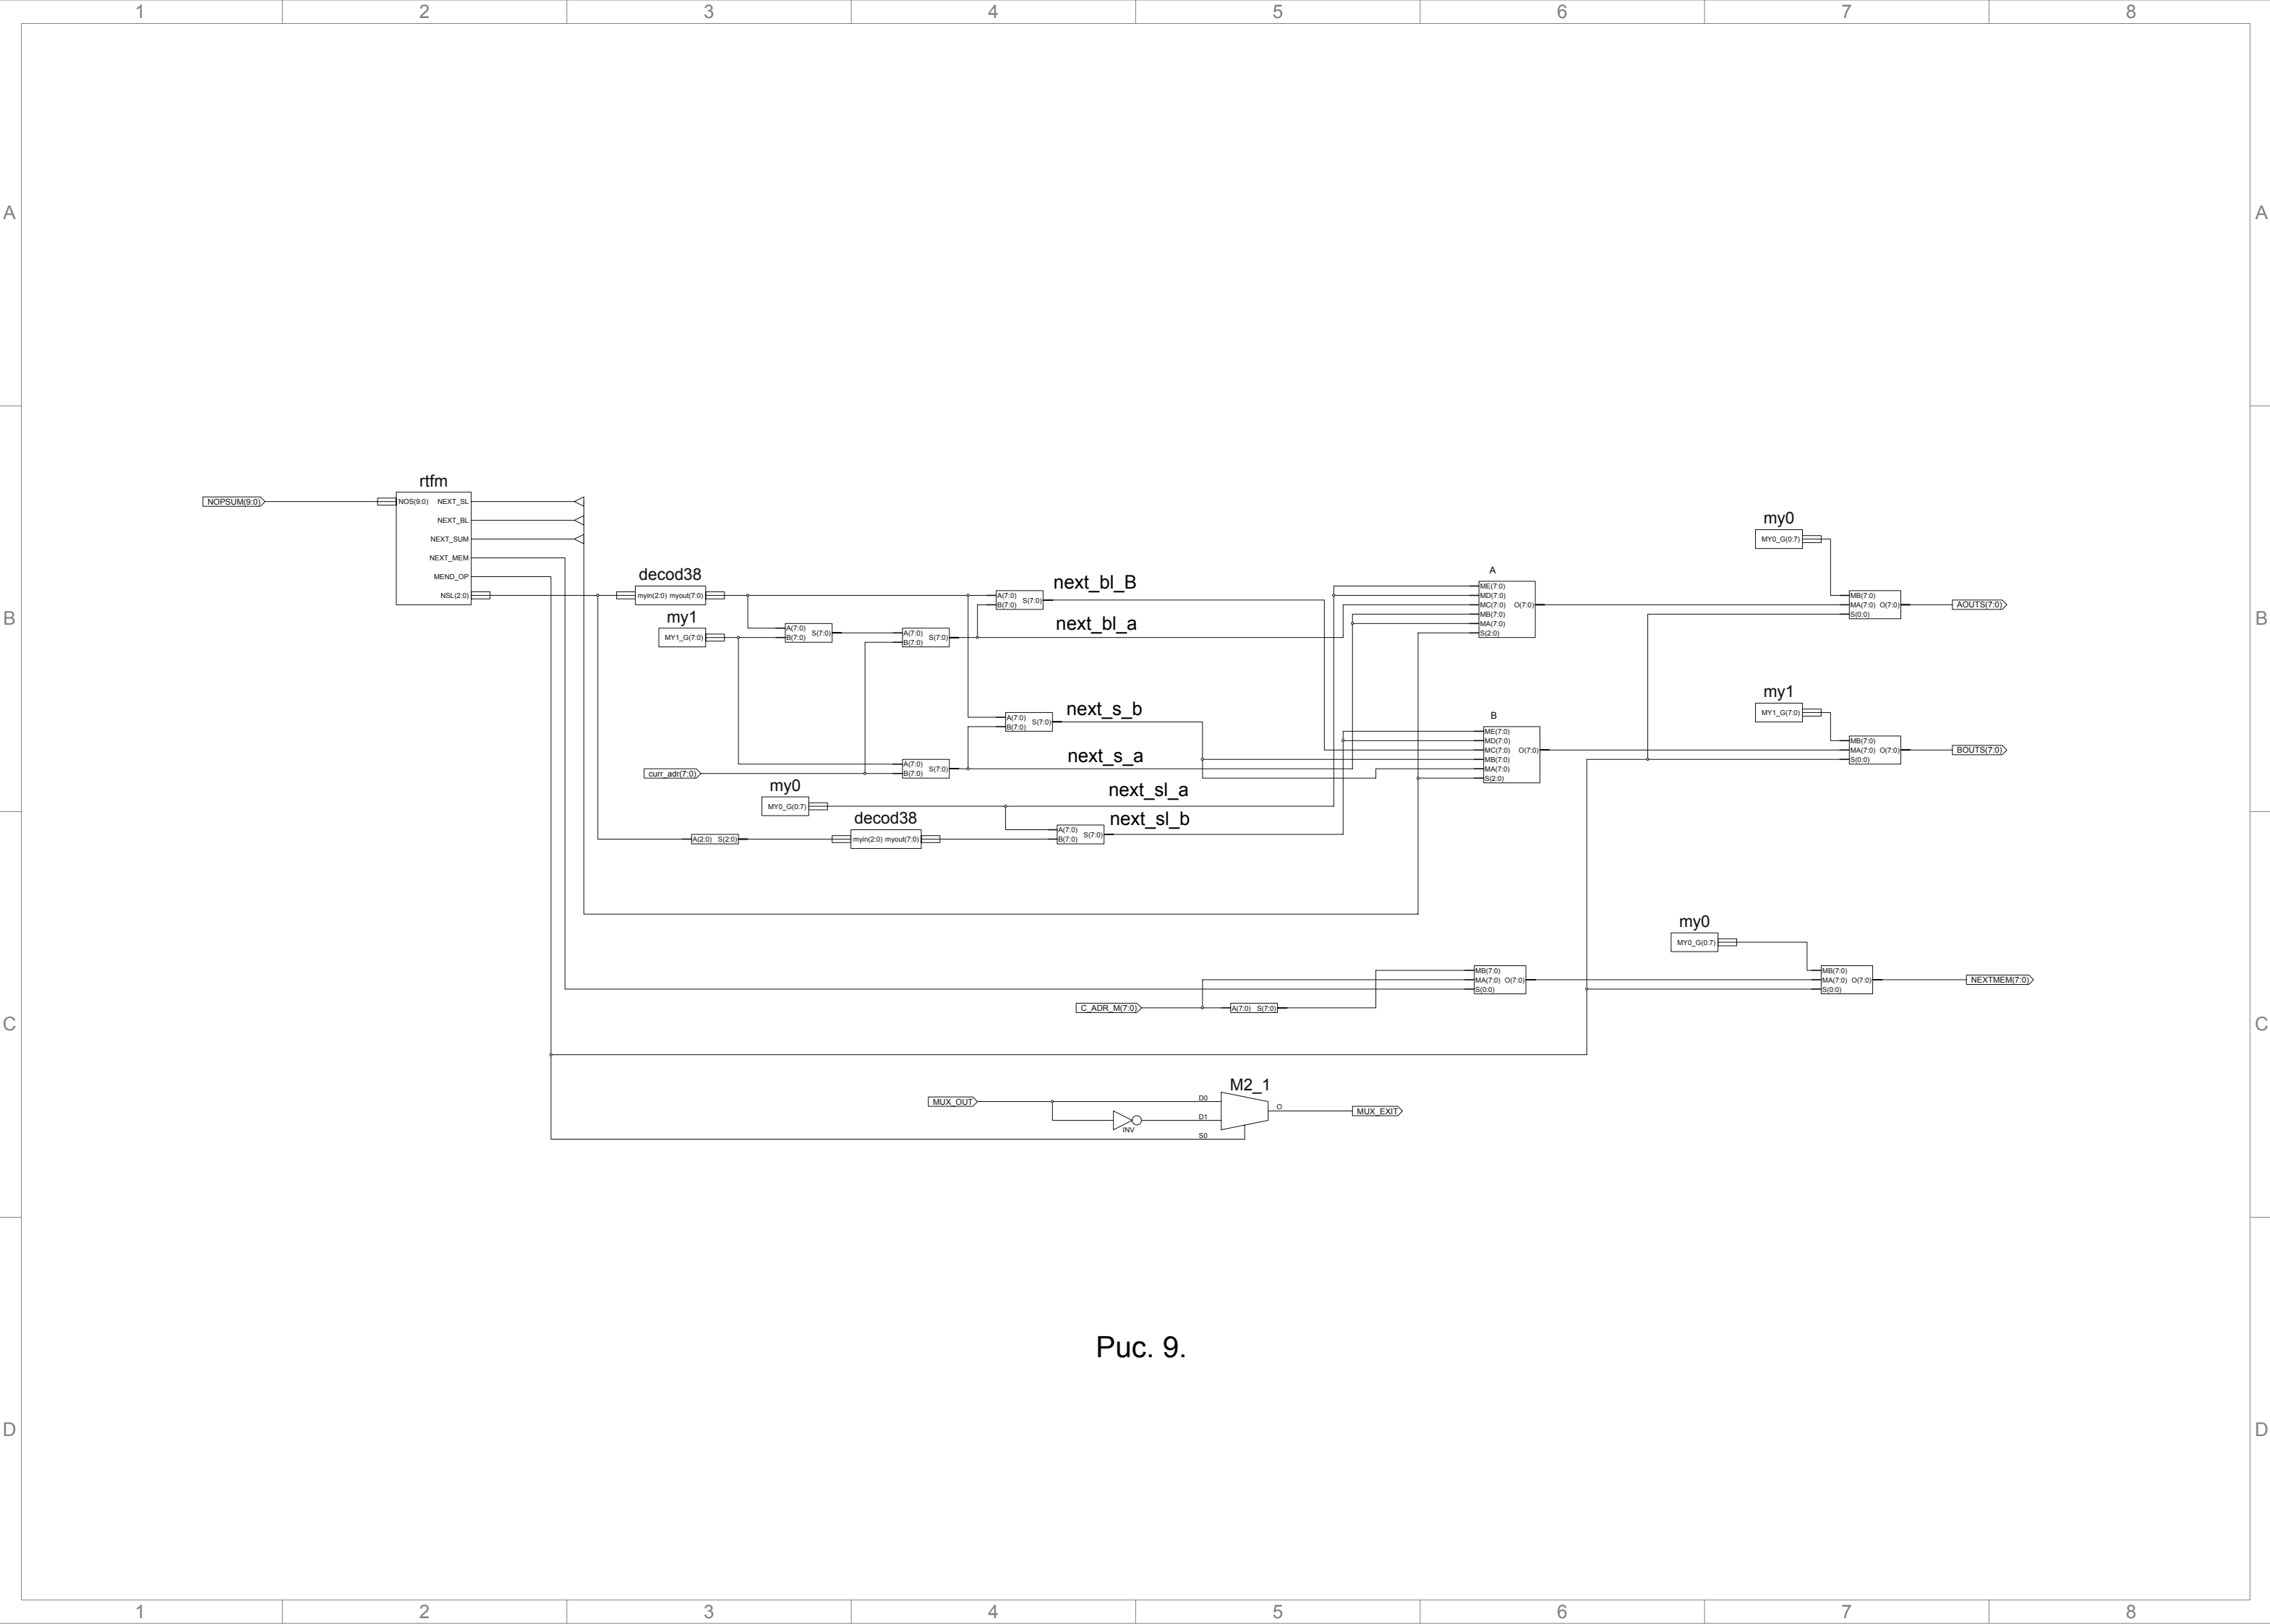 1 2 3 4 5 6 7 8
A A
rtfm
NOPSUM(9:0)
NOS(9:0) NEXT_SL
NEXT_BL
my0
NEXT_SUM
MY0_G(0:7)
NEXT_MEM
MEND_OP
NSL(2:0)
decod38
myin(2:0) myout(7:0)
my1
MY1_G(7:0)
A(7:0)
B(7:0)
S(7:0)
A(7:0)
B(7:0)
S(7:0)
A(7:0)
B(7:0)
S(7:0)
next_bl_B
next_bl_a
A
ME(7:0)
MD(7:0)
MC(7:0) O(7:0)
MB(7:0)
MA(7:0)
S(2:0)
MB(7:0)
MA(7:0) O(7:0)
S(0:0)
AOUTS(7:0)
B B
A(7:0)
B(7:0)
S(7:0)
next_s_b
next_s_a
curr_adr(7:0)
A(7:0)
B(7:0)
S(7:0)
B
ME(7:0)
MD(7:0)
MC(7:0) O(7:0)
MB(7:0)
MA(7:0)
S(2:0)
my1
MY1_G(7:0)
MB(7:0)
MA(7:0) O(7:0)
S(0:0)
BOUTS(7:0)
my0
MY0_G(0:7)
next_sl_a
A(2:0) S(2:0)
decod38
myin(2:0) myout(7:0)
A(7:0)
B(7:0)
S(7:0)
next_sl_b
my0
MY0_G(0:7)
C_ADR_M(7:0)
A(7:0) S(7:0)
MB(7:0)
MA(7:0) O(7:0)
S(0:0)
MB(7:0)
MA(7:0) O(7:0)
S(0:0)
NEXTMEM(7:0)
C C
M2_1
MUX_OUT
INV
D0
D1
S0
O
MUX_EXIT
Рис. 9.
D D
1 2 3 4 5 6 7 8